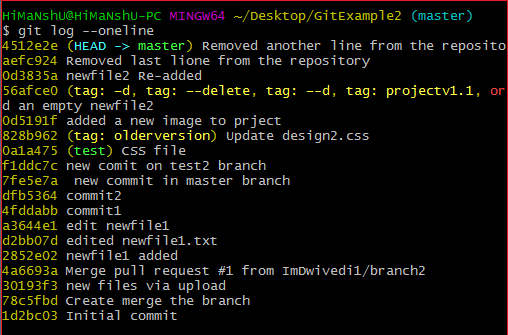 HiMaNshU@HiMaNshU-PC MINGW64 ~/Desktop/GitExample2 (master)
$ git log --oneline
4512e2e (HEAD -> master) Removed another line from the reposito
aefc924 Removed last lione from the repository
0d3835a newfile2 Re-added
56afce0 (tag: -d, tag: --delete, tag: --d, tag: projectv1.1, or
d an empty newfile2
0d5191f added a new image to prject
828b962 (tag: olderversion) Update design2.css
0a1a475 (test) CSS file
f1ddc7c new comit on test2 branch
7fe5e7a  new commit in master branch
dfb5364 commit2
4fddabb commit1
a3644e1 edit newfile1
d2bb07d edited newfile1.txt
2852e02 newfile1 added
4a6693a Merge pull request #1 from ImDwivedi1/branch2
30193f3 new files via upload
78c5fbd Create merge the branch
1d2bc03 Initial commit